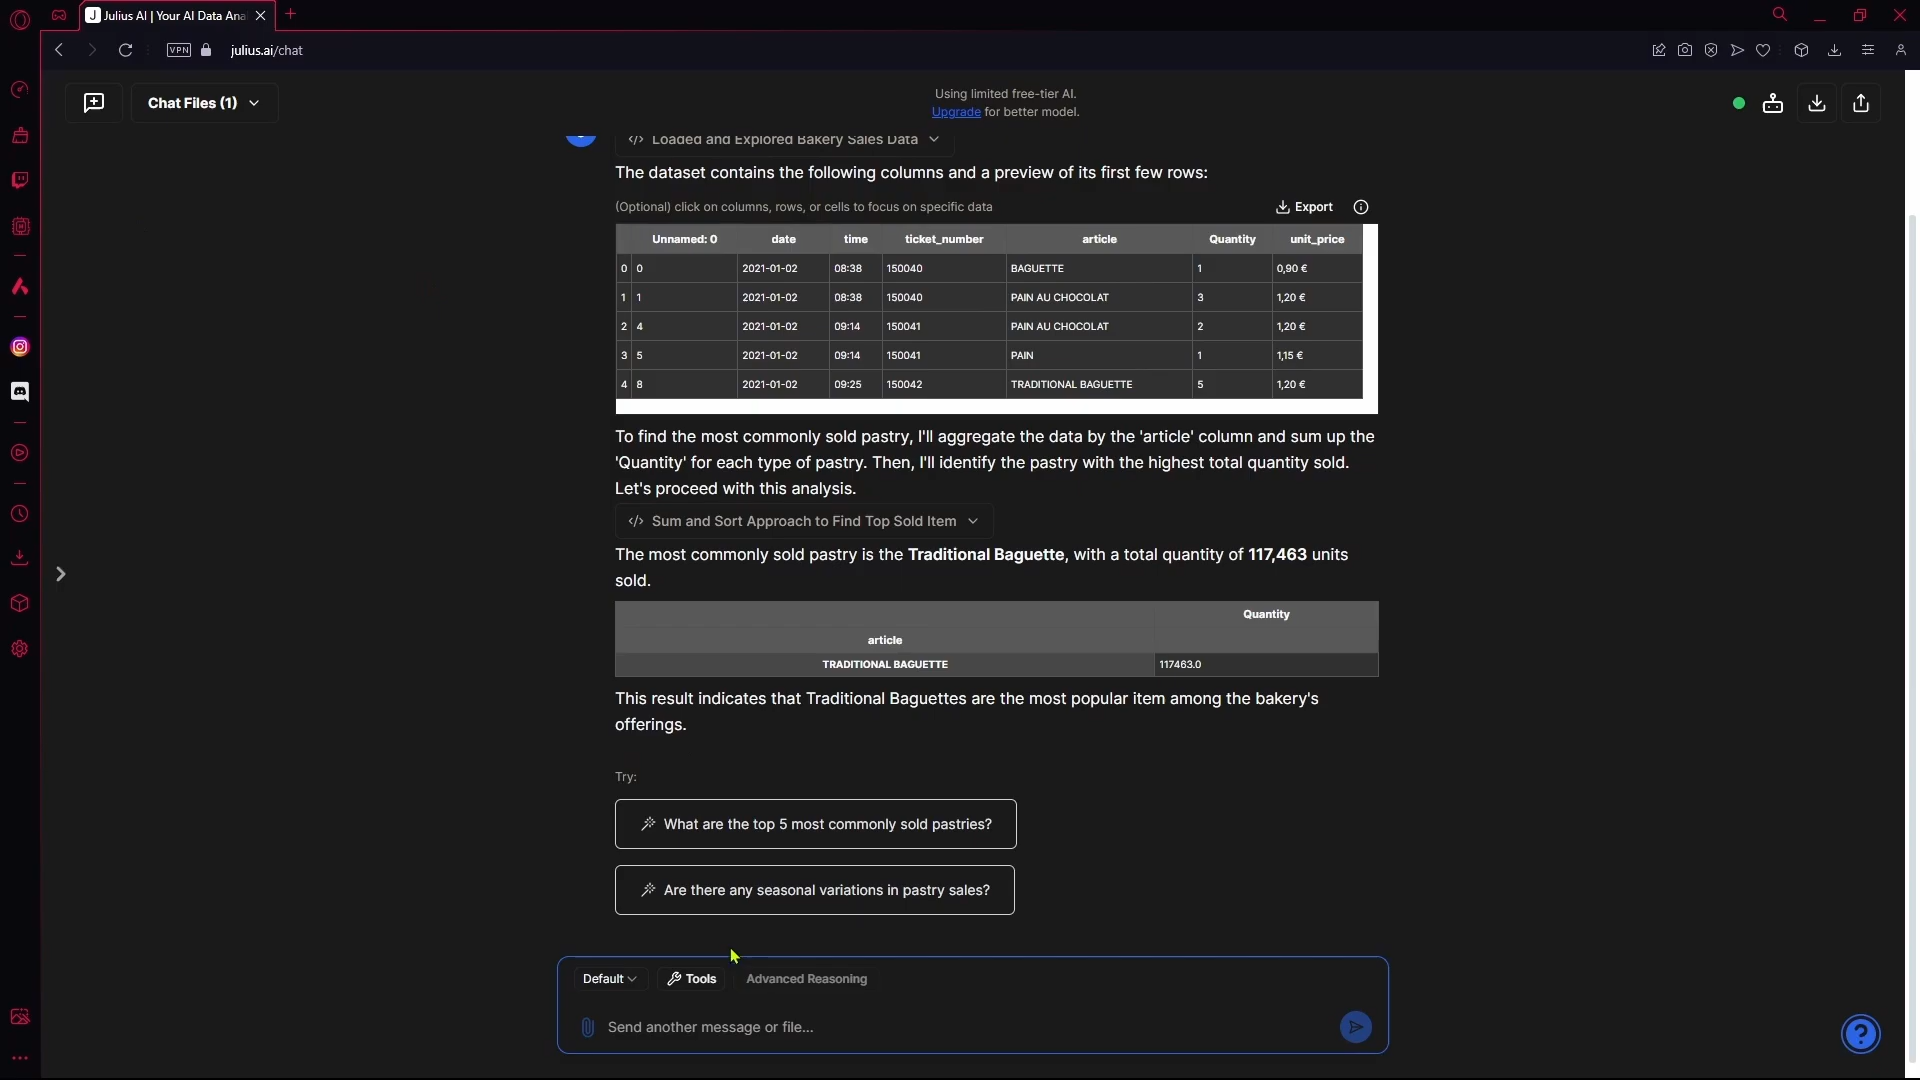 Julius AI | Your AI Data Ana
VPN julius.ai/chat
Chat Files (1)
Using limited free-tier AI.
Upgrade for better model.
</> Loaded and Explored Bakery Sales Data
The dataset contains the following columns and a preview of its first few rows:
(Optional) click on columns, rows, or cells to focus on specific data Export
Unnamed: 0 date time ticket_number article Quantity unit_price
0 0 2021-01-02 08:38 150040 BAGUETTE 1 0,90 €
1 1 2021-01-02 08:38 150040 PAIN AU CHOCOLAT 3 1,20 €
2 4 2021-01-02 09:14 150041 PAIN AU CHOCOLAT 2 1,20 €
3 5 2021-01-02 09:14 150041 PAIN 1 1,15 €
4 8 2021-01-02 09:25 150042 TRADITIONAL BAGUETTE 5 1,20 €
To find the most commonly sold pastry, I'll aggregate the data by the 'article' column and sum up the
'Quantity' for each type of pastry. Then, I'll identify the pastry with the highest total quantity sold.
Let's proceed with this analysis.
</> Sum and Sort Approach to Find Top Sold Item
The most commonly sold pastry is the Traditional Baguette, with a total quantity of 117,463 units
sold.
Quantity
article
TRADITIONAL BAGUETTE 117463.0
This result indicates that Traditional Baguettes are the most popular item among the bakery's
offerings.
Try:
What are the top 5 most commonly sold pastries?
Are there any seasonal variations in pastry sales?
Default Tools Advanced Reasoning
Send another message or file...